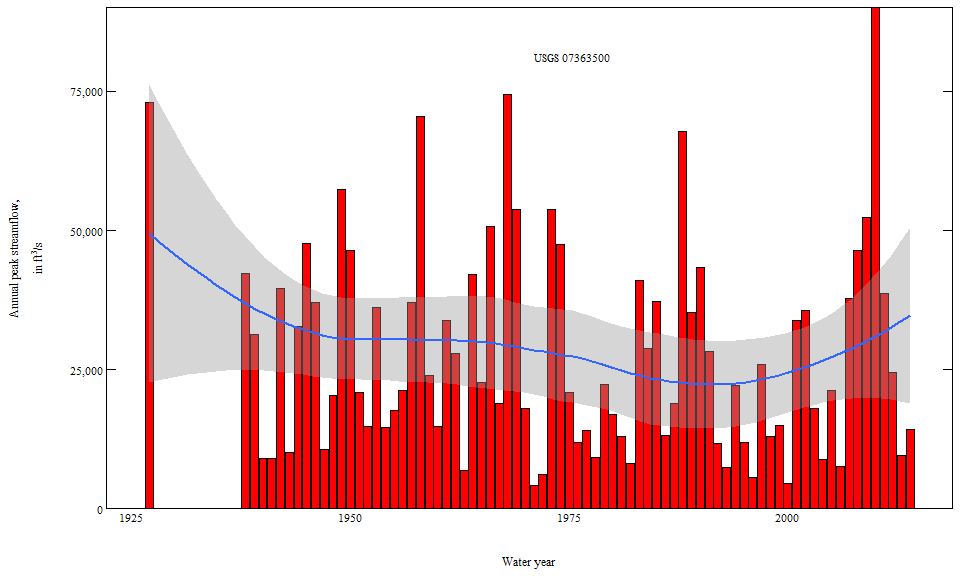 USGS 07363500
75,000
50,000
25,000
0
Annual peak streamflow,
in ft³/s
1925 1950 1975 2000
Water year